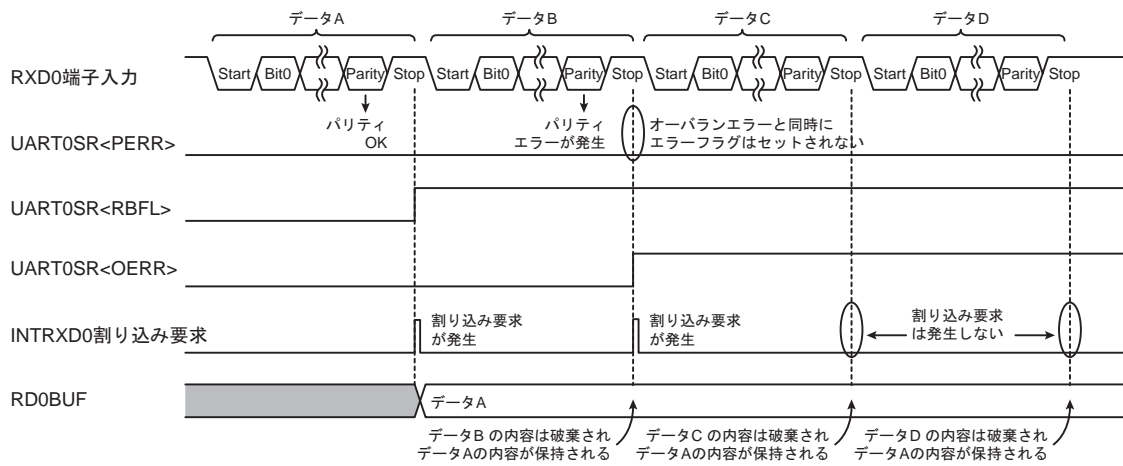 データA データB データC データD
RXD0端子入力 Start Bit0 Parity Stop Start Bit0 Parity Stop Start Bit0 Parity Stop Start Bit0 Parity Stop
パリティ
OK
パリティ
エラーが発生
オーバランエラーと同時に
エラーフラグはセットされない
UART0SR<PERR>
UART0SR<RBFL>
UART0SR<OERR>
INTRXD0割り込み要求
割り込み要求
が発生
割り込み要求
が発生
割り込み要求
は発生しない
RD0BUF
データA
データB の内容は破棄され
データAの内容が保持される
データC の内容は破棄され
データAの内容が保持される
データD の内容は破棄され
データAの内容が保持される